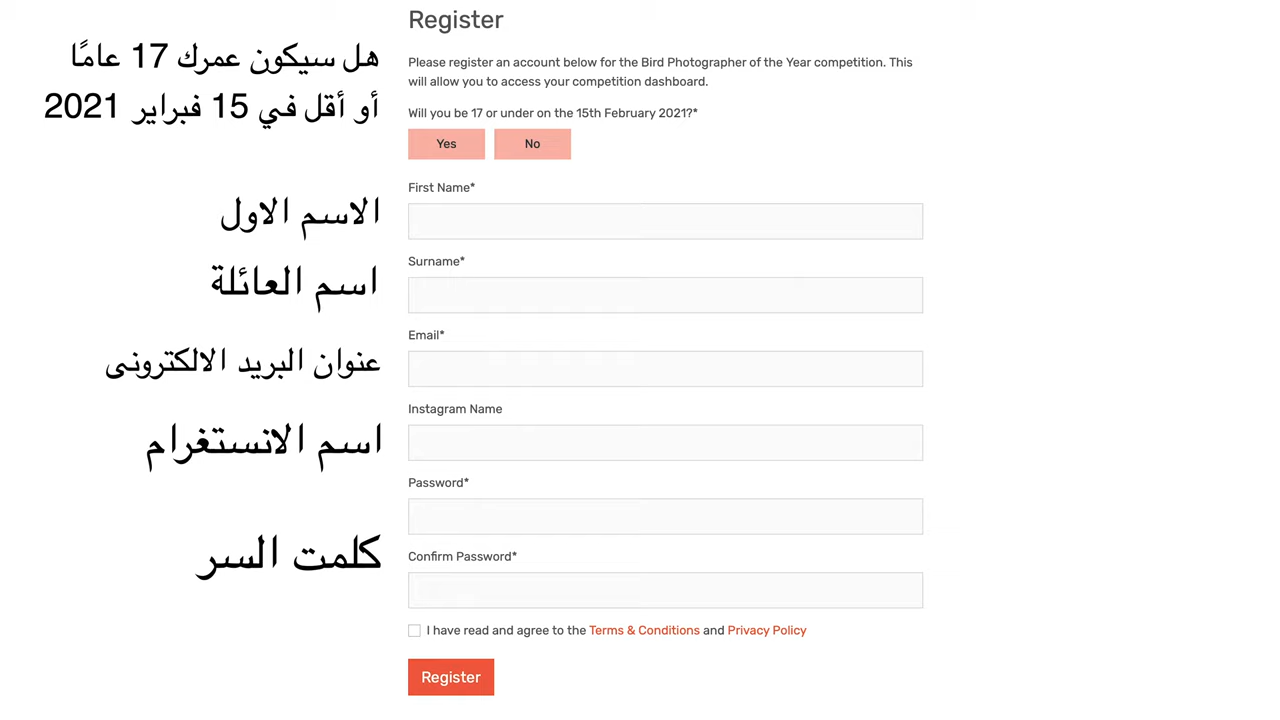 Register
Please register an account below for the Bird Photographer of the Year competition. This
will allow you to access your competition dashboard.
هل سيكون عمرك 17 عامًا
أو أقل في 15 فبراير 2021
Will you be 17 or under on the 15th February 2021?*
Yes No
الاسم الاول
First Name*
اسم العائلة
Surname*
عنوان البريد الالكترونى
Email*
اسم الانستغرام
Instagram Name
Password*
كلمت السر
Confirm Password*
I have read and agree to the Terms & Conditions and Privacy Policy
Register